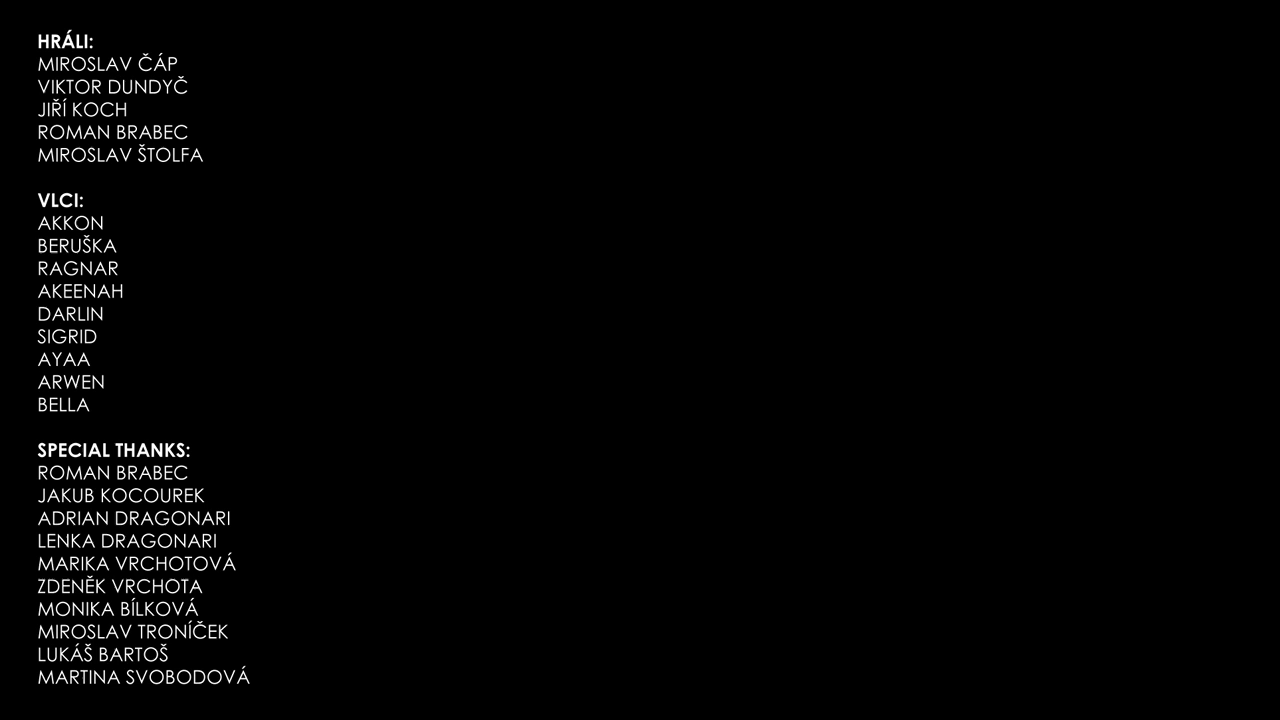 HRÁLI:
MIROSLAV ČÁP
VIKTOR DUNDYČ
JIŘÍ KOCH
ROMAN BRABEC
MIROSLAV ŠTOLFA
VLCI:
AKKON
BERUŠKA
RAGNAR
AKEENAH
DARLIN
SIGRID
AYAA
ARWEN
BELLA
SPECIAL THANKS:
ROMAN BRABEC
JAKUB KOCOUREK
ADRIAN DRAGONARI
LENKA DRAGONARI
MARIKA VRCHOTOVÁ
ZDENĚK VRCHOTA
MONIKA BÍLKOVÁ
MIROSLAV TRONÍČEK
LUKÁŠ BARTOŠ
MARTINA SVOBODOVÁ